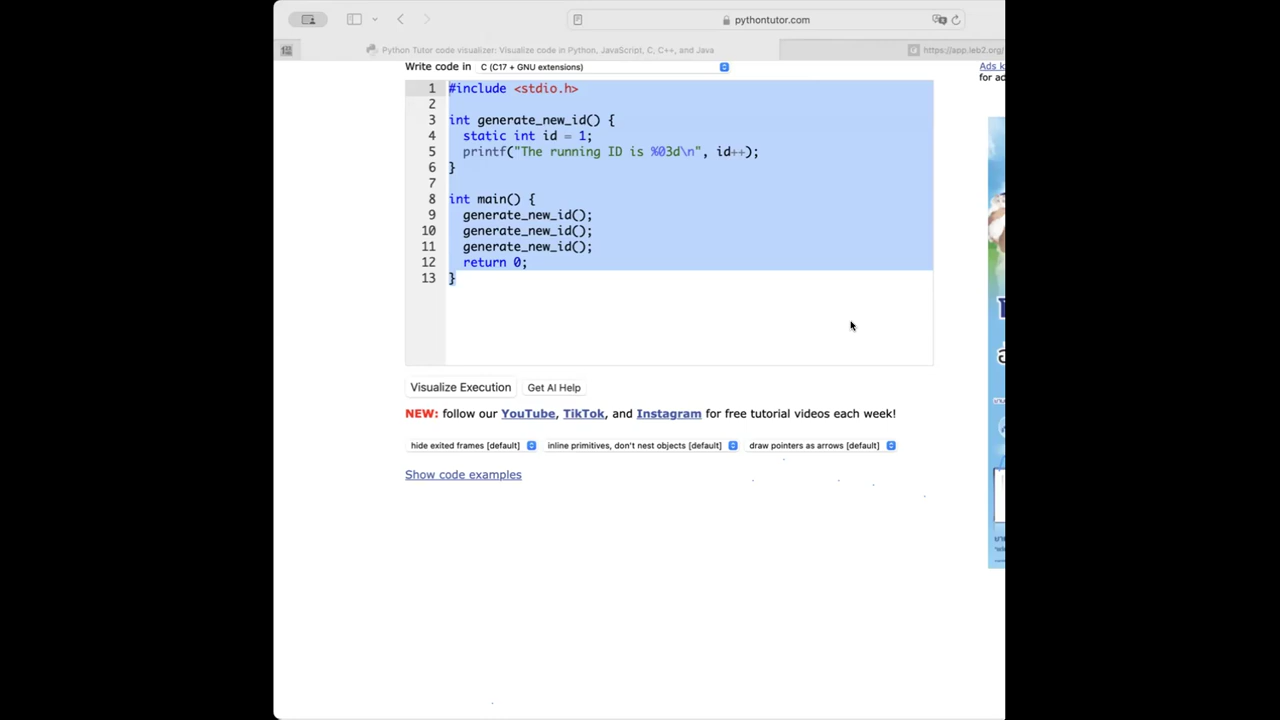 pythontutor.com
Python Tutor code visualizer: Visualize code in Python, JavaScript, C, C++, and Java
https://app.leb2.org/
Write code in C (C17 + GNU extensions)
Ads k
for ad
1 #include <stdio.h>
2
3 int generate_new_id() {
4 static int id = 1;
5 printf("The running ID is %03d\n", id++);
6 }
7
8 int main() {
9 generate_new_id();
10 generate_new_id();
11 generate_new_id();
12 return 0;
13 }
Visualize Execution Get AI Help
NEW: follow our YouTube, TikTok, and Instagram for free tutorial videos each week!
hide exited frames [default] inline primitives, don't nest objects [default] draw pointers as arrows [default]
Show code examples